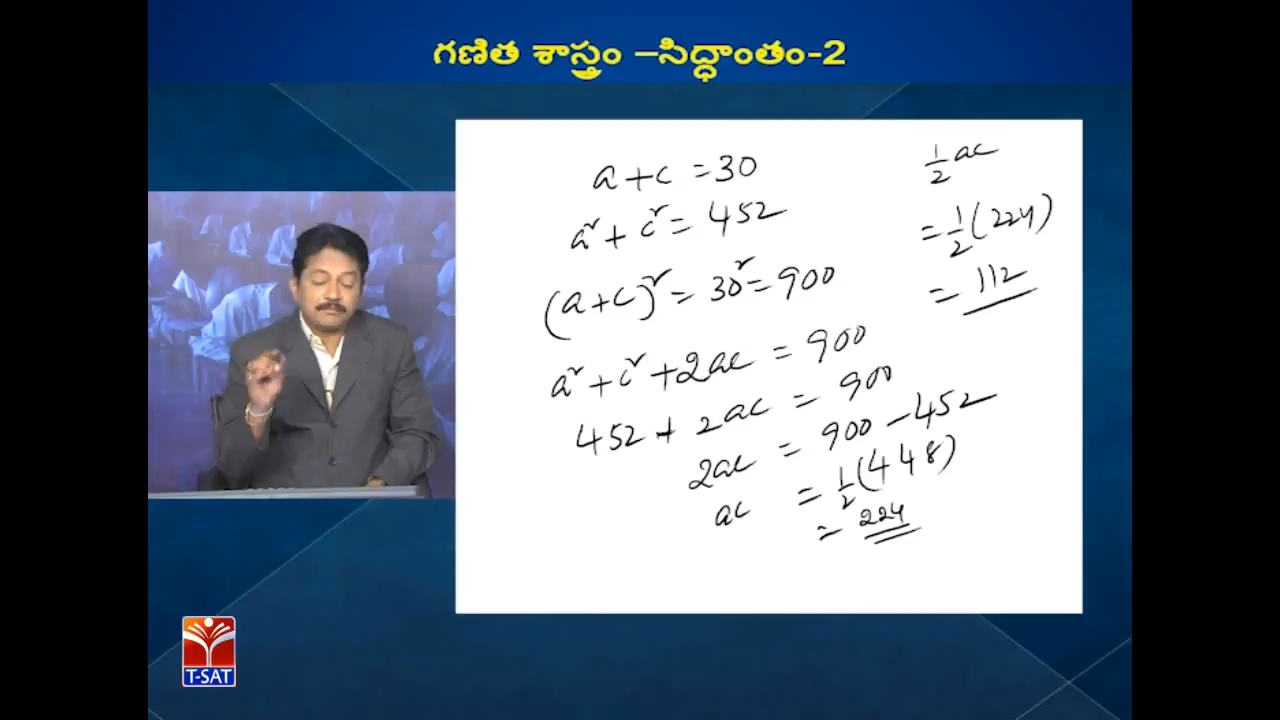 గణిత శాస్త్రం –సిద్ధాంతం-2
a + c = 30
a² + c² = 452
(a + c)² = 30² = 900
a² + c² + 2ac = 900
452 + 2ac = 900
2ac = 900 - 452
ac = 1/2 (448)
= 224
1/2 ac
= 1/2 (224)
= 112
T-SAT